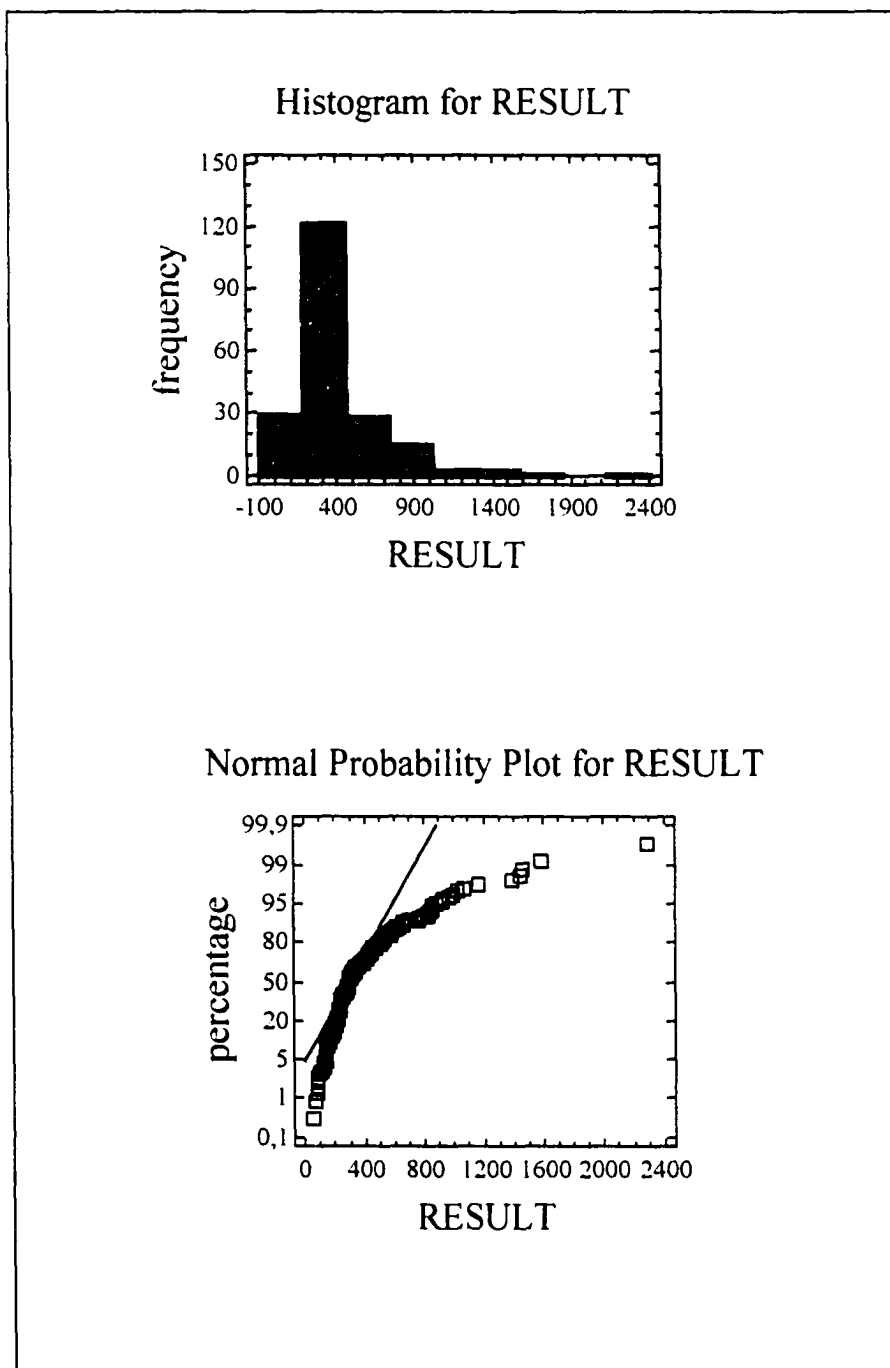 Histogram for RESULT
150
120
90
60
30
0
frequency
-100 400 900 1400 1900 2400
RESULT
Normal Probability Plot for RESULT
99,9
99
95
80
50
20
5
1
0,1
percentage
0 400 800 1200 1600 2000 2400
RESULT